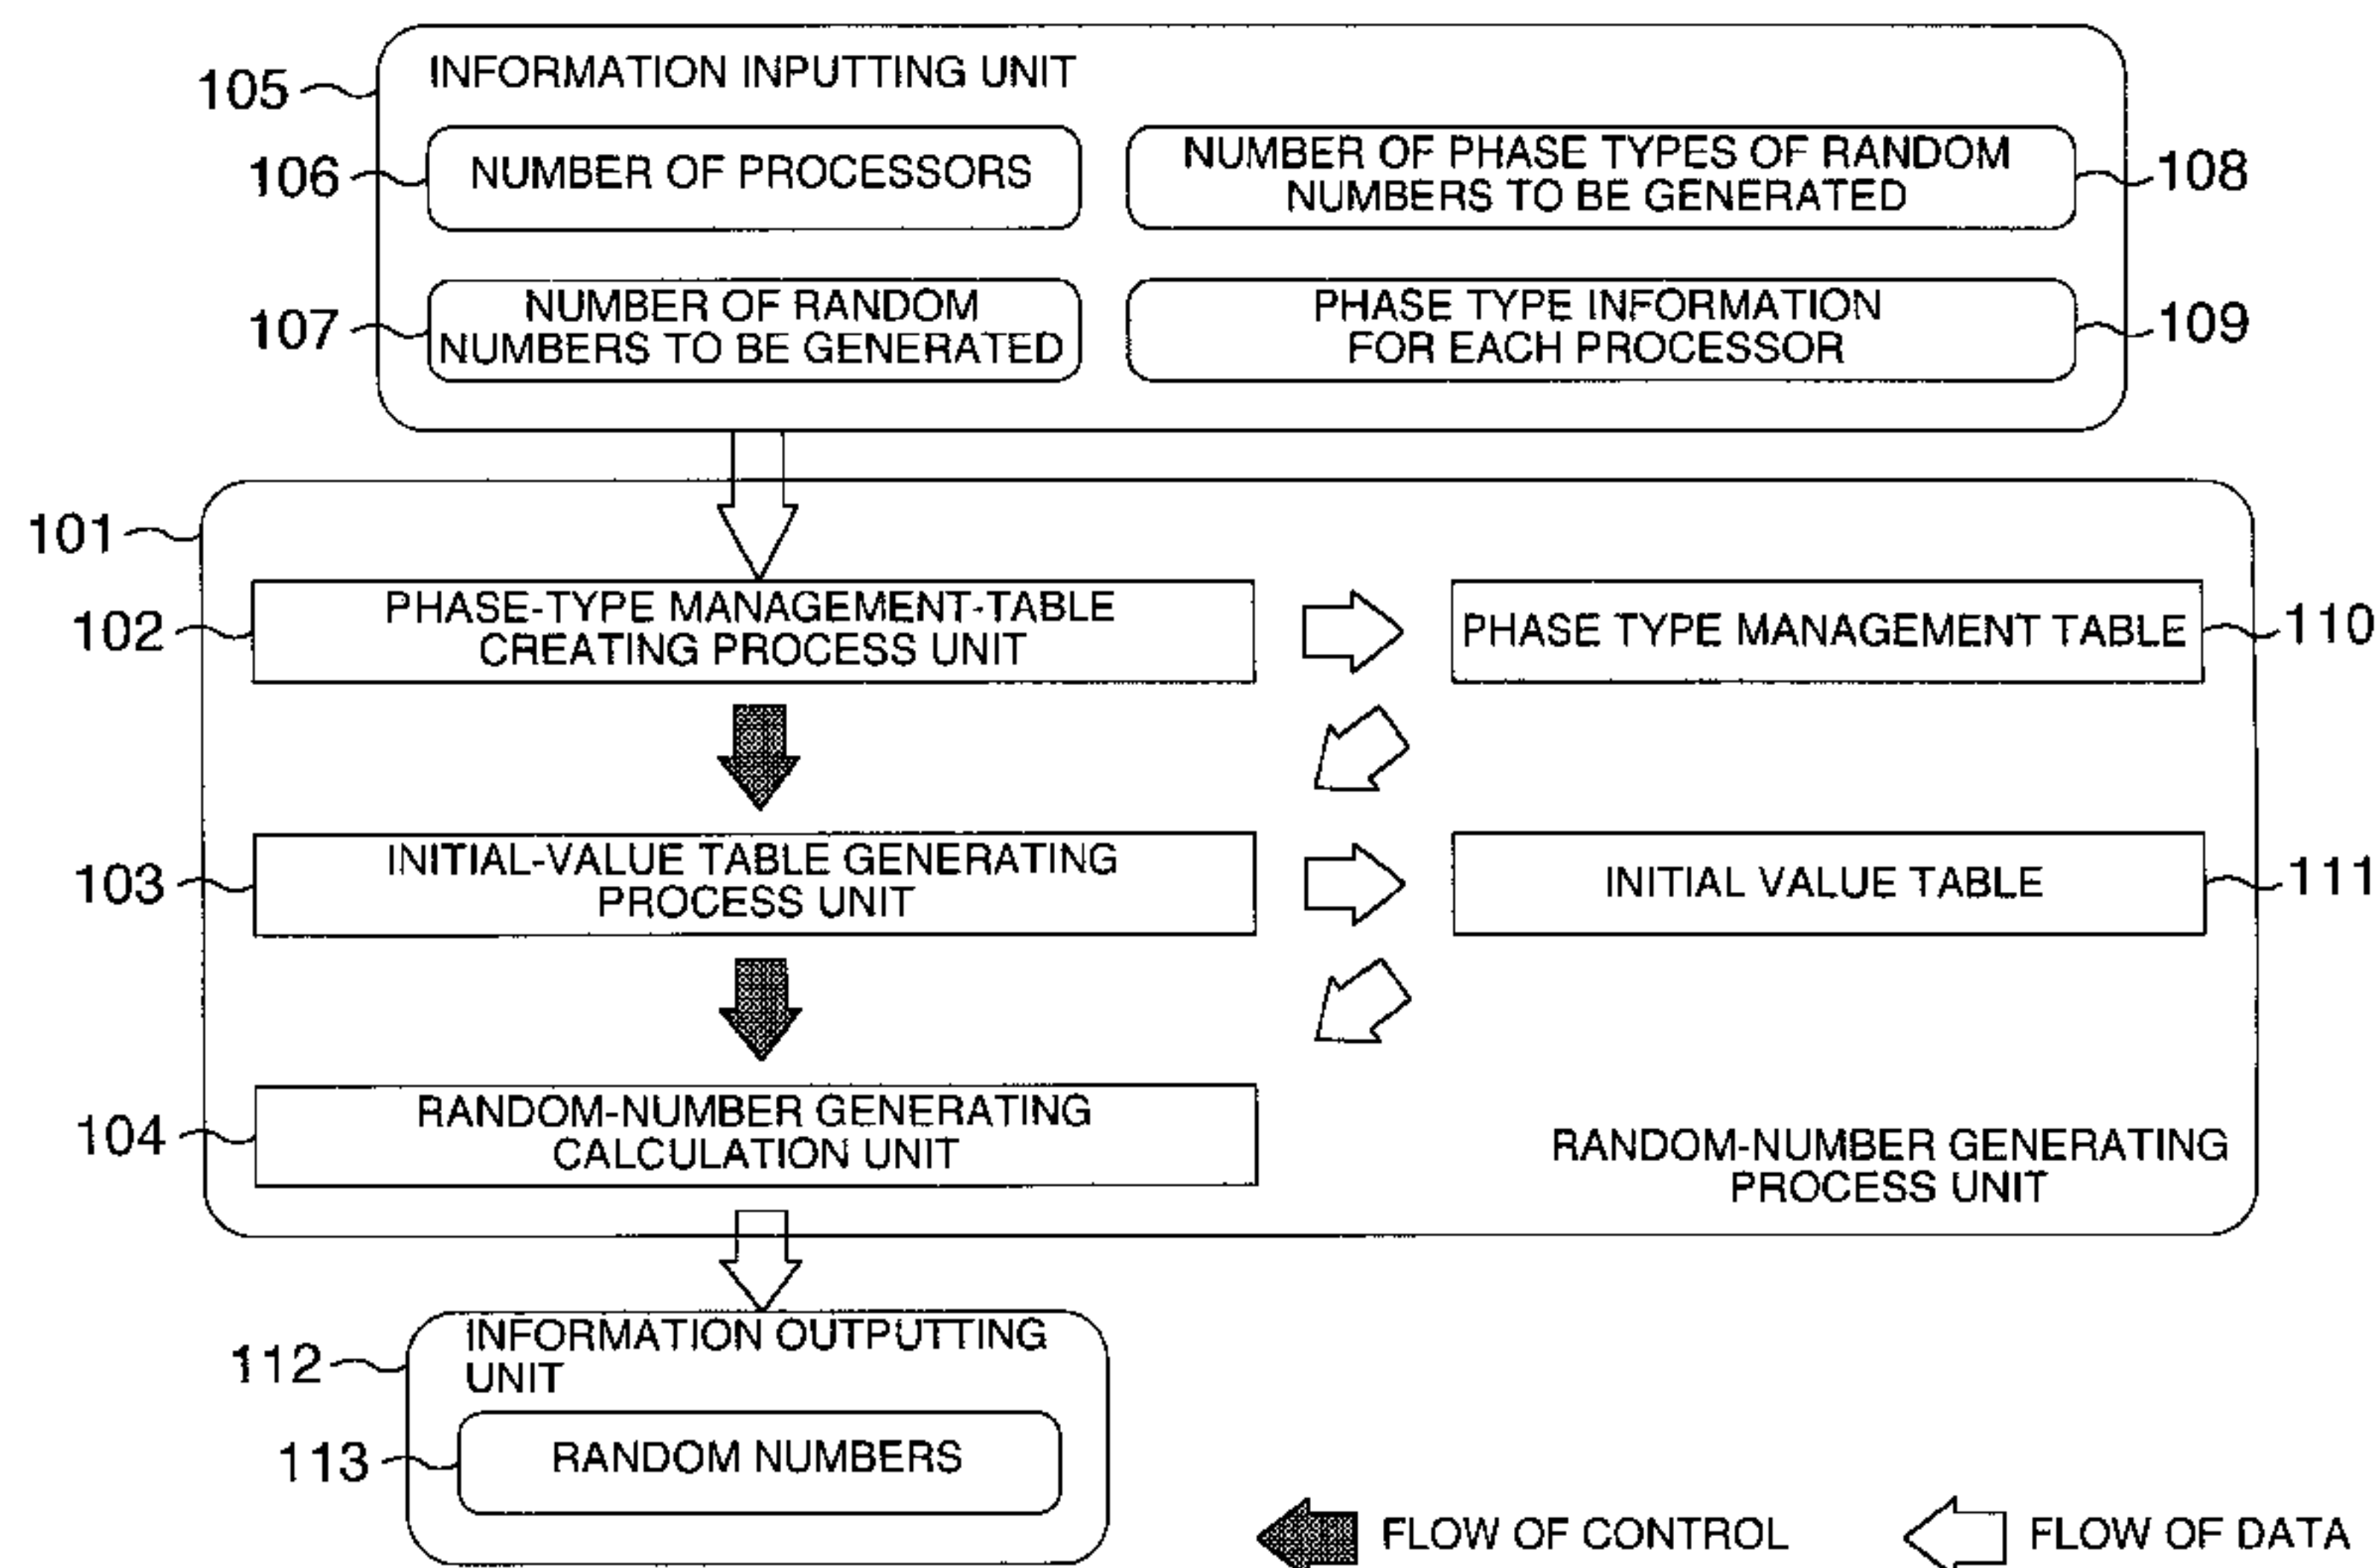 INFORMATION INPUTTING UNIT
105
106
NUMBER OF PROCESSORS
NUMBER OF PHASE TYPES OF RANDOM
NUMBERS TO BE GENERATED
108
107
NUMBER OF RANDOM
NUMBERS TO BE GENERATED
PHASE TYPE INFORMATION
FOR EACH PROCESSOR
109
101
102
PHASE-TYPE MANAGEMENT-TABLE
CREATING PROCESS UNIT
PHASE TYPE MANAGEMENT TABLE
110
103
INITIAL-VALUE TABLE GENERATING
PROCESS UNIT
INITIAL VALUE TABLE
111
104
RANDOM-NUMBER GENERATING
CALCULATION UNIT
RANDOM-NUMBER GENERATING
PROCESS UNIT
112
INFORMATION OUTPUTTING
UNIT
113
RANDOM NUMBERS
FLOW OF CONTROL
FLOW OF DATA